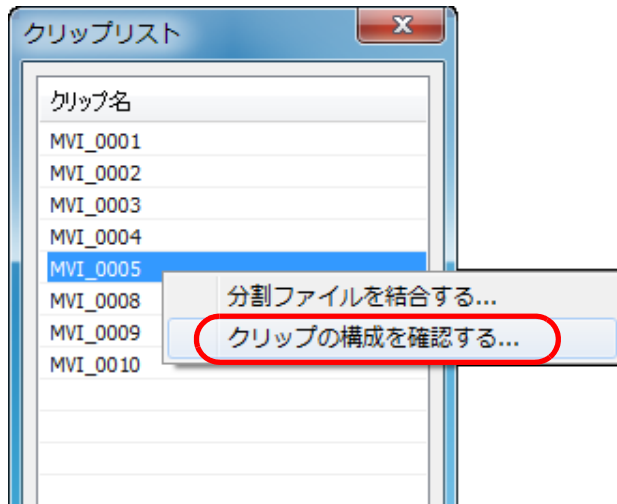 クリップリスト
クリップ名
MVI_0001
MVI_0002
MVI_0003
MVI_0004
MVI_0005
分割ファイルを結合する...
MVI_0008
MVI_0009
クリップの構成を確認する...
MVI_0010